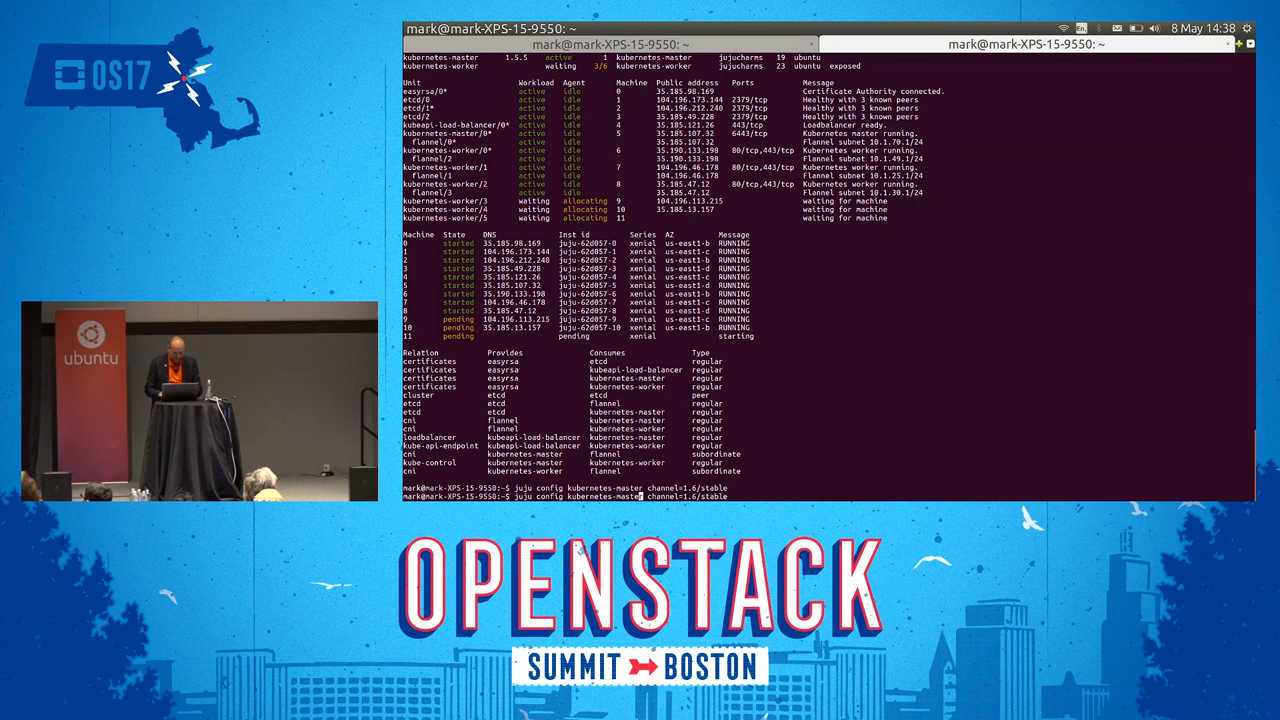 OS17
ubuntu
mark@mark-XPS-15-9550: ~
En
8 May 14:38
mark@mark-XPS-15-9550: ~
mark@mark-XPS-15-9550: ~
kubernetes-master 1.5.5 active 1 kubernetes-master jujucharms 19 ubuntu
kubernetes-worker waiting 3/6 kubernetes-worker jujucharms 23 ubuntu exposed
Unit Workload Agent Machine Public address Ports Message
easyrsa/0* active idle 0 35.185.98.169 Certificate Authority connected.
etcd/0 active idle 1 104.196.173.144 2379/tcp Healthy with 3 known peers
etcd/1* active idle 2 104.196.212.240 2379/tcp Healthy with 3 known peers
etcd/2 active idle 3 35.185.49.228 2379/tcp Healthy with 3 known peers
kubeapi-load-balancer/0* active idle 4 35.185.121.26 443/tcp Loadbalancer ready.
kubernetes-master/0* active idle 5 35.185.107.32 6443/tcp Kubernetes master running.
flannel/0* active idle 35.185.107.32 Flannel subnet 10.1.70.1/24
kubernetes-worker/0* active idle 6 35.190.133.198 80/tcp,443/tcp Kubernetes worker running.
flannel/2 active idle 35.190.133.198 Flannel subnet 10.1.49.1/24
kubernetes-worker/1 active idle 7 104.196.46.178 80/tcp,443/tcp Kubernetes worker running.
flannel/1 active idle 104.196.46.178 Flannel subnet 10.1.25.1/24
kubernetes-worker/2 active idle 8 35.185.47.12 80/tcp,443/tcp Kubernetes worker running.
flannel/3 active idle 35.185.47.12 Flannel subnet 10.1.30.1/24
kubernetes-worker/3 waiting allocating 9 104.196.113.215 waiting for machine
kubernetes-worker/4 waiting allocating 10 35.185.13.157 waiting for machine
kubernetes-worker/5 waiting allocating 11 waiting for machine
Machine State DNS Inst id Series AZ Message
0 started 35.185.98.169 juju-62d057-0 xenial us-east1-b RUNNING
1 started 104.196.173.144 juju-62d057-1 xenial us-east1-c RUNNING
2 started 104.196.212.240 juju-62d057-2 xenial us-east1-b RUNNING
3 started 35.185.49.228 juju-62d057-3 xenial us-east1-d RUNNING
4 started 35.185.121.26 juju-62d057-4 xenial us-east1-c RUNNING
5 started 35.185.107.32 juju-62d057-5 xenial us-east1-d RUNNING
6 started 35.190.133.198 juju-62d057-6 xenial us-east1-b RUNNING
7 started 104.196.46.178 juju-62d057-7 xenial us-east1-c RUNNING
8 started 35.185.47.12 juju-62d057-8 xenial us-east1-d RUNNING
9 pending 104.196.113.215 juju-62d057-9 xenial us-east1-c RUNNING
10 pending 35.185.13.157 juju-62d057-10 xenial us-east1-b RUNNING
11 pending pending xenial starting
Relation Provides Consumes Type
certificates easyrsa etcd regular
certificates easyrsa kubeapi-load-balancer regular
certificates easyrsa kubernetes-master regular
certificates easyrsa kubernetes-worker regular
cluster etcd etcd peer
etcd etcd flannel regular
etcd etcd kubernetes-master regular
cni flannel kubernetes-master regular
cni flannel kubernetes-worker regular
loadbalancer kubeapi-load-balancer kubernetes-master regular
kube-api-endpoint kubeapi-load-balancer kubernetes-worker regular
cni kubernetes-master flannel subordinate
kube-control kubernetes-master kubernetes-worker regular
cni kubernetes-worker flannel subordinate
mark@mark-XPS-15-9550:~$ juju config kubernetes-master channel=1.6/stable
mark@mark-XPS-15-9550:~$ juju config kubernetes-master channel=1.6/stable
OPENSTACK
SUMMIT BOSTON